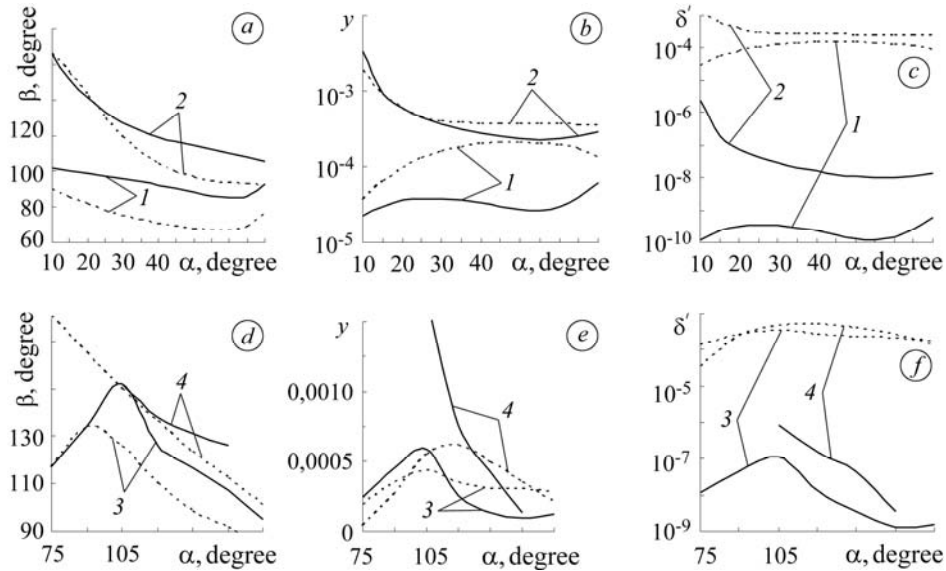 β, degree
120
100
80
60
a
2
1
10 20 30 40 α, degree
y
10⁻³
10⁻⁴
10⁻⁵
b
2
1
10 20 30 40 α, degree
δ′
10⁻⁴
10⁻⁶
10⁻⁸
10⁻¹⁰
c
2
1
10 20 40 α, degree
β, degree
210
170
130
90
d
4
3
75 105 α, degree
y
0,0010
0,0005
0
e
4
3
75 105 α, degree
δ′
10⁻⁵
10⁻⁷
10⁻⁹
f
3
4
75 105 α, degree